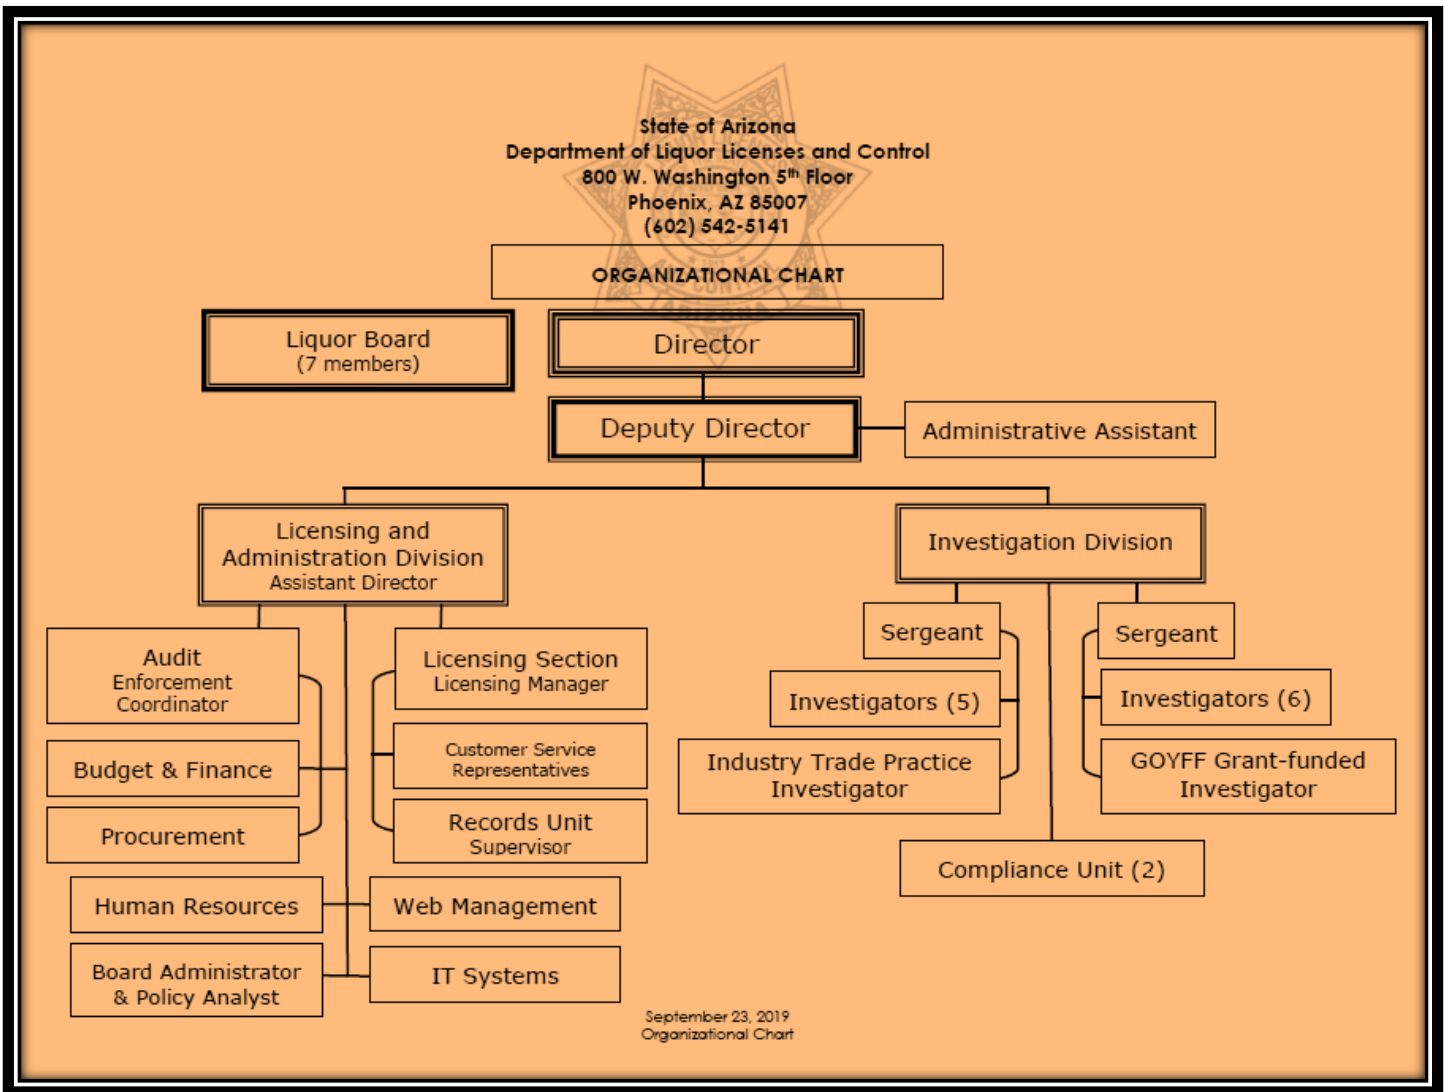 State of Arizona
Department of Liquor Licenses and Control
800 W. Washington 5th Floor
Phoenix, AZ 85007
(602) 542-5141
ORGANIZATIONAL CHART
Liquor Board
(7 members)
Director
Deputy Director
Administrative Assistant
Licensing and
Administration Division
Assistant Director
Investigation Division
Audit
Enforcement
Coordinator
Licensing Section
Licensing Manager
Budget & Finance
Customer Service
Representatives
Procurement
Records Unit
Supervisor
Human Resources
Web Management
Board Administrator
& Policy Analyst
IT Systems
Sergeant
Sergeant
Investigators (5)
Investigators (6)
Industry Trade Practice
Investigator
GOYFF Grant-funded
Investigator
Compliance Unit (2)
September 23, 2019
Organizational Chart
ARIZONA